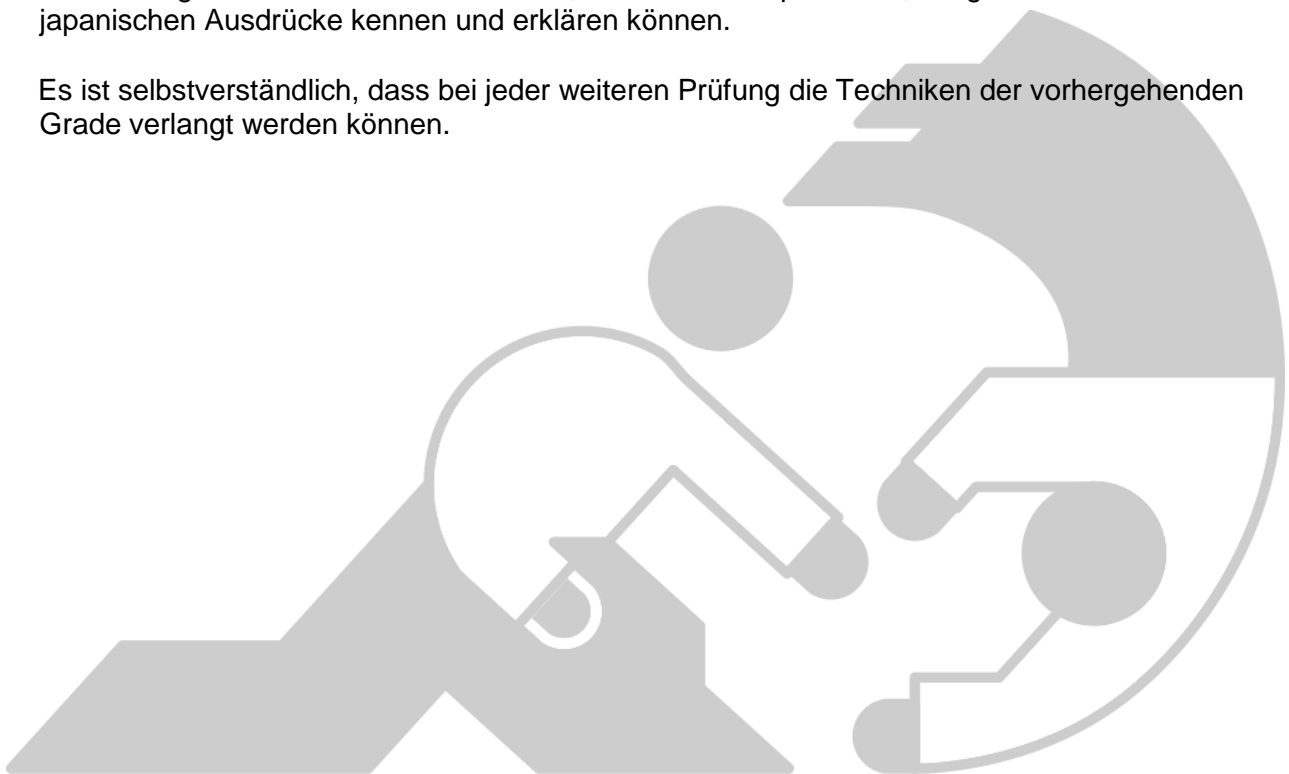 japanischen Ausdrücke kennen und erklären können.
Es ist selbstverständlich, dass bei jeder weiteren Prüfung die Techniken der vorhergehenden
Grade verlangt werden können.